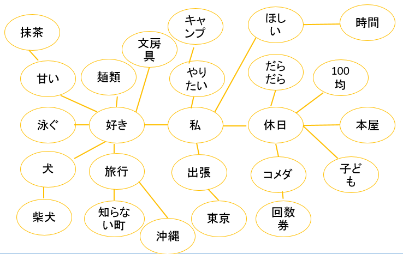 抹茶
甘い
麺類
文房
具
キャ
ンプ
やり
たい
ほし
い
時間
だら
だら
100
均
泳ぐ
好き
私
休日
本屋
犬
旅行
出張
コメダ
子ど
も
柴犬
知らな
い町
沖縄
東京
回数
券